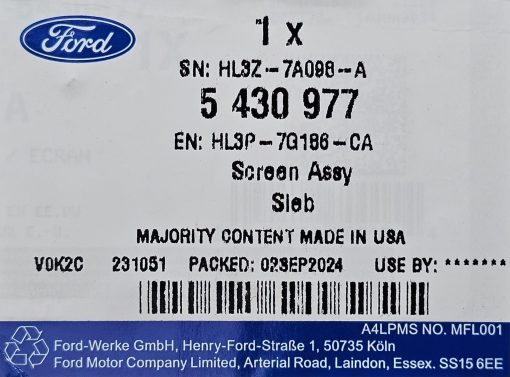 Ford
1 x
SN: HL3Z-7A098-A
5 430 977
EN: HL3P-7G186-CA
Screen Assy
Sieb
MAJORITY CONTENT MADE IN USA
V0K2C 231051 PACKED: 02SEP2024 USE BY: *******
A4LPMS NO. MFL001
Ford-Werke GmbH, Henry-Ford-Straße 1, 50735 Köln
Ford Motor Company Limited, Arterial Road, Laindon, Essex. SS15 6EE